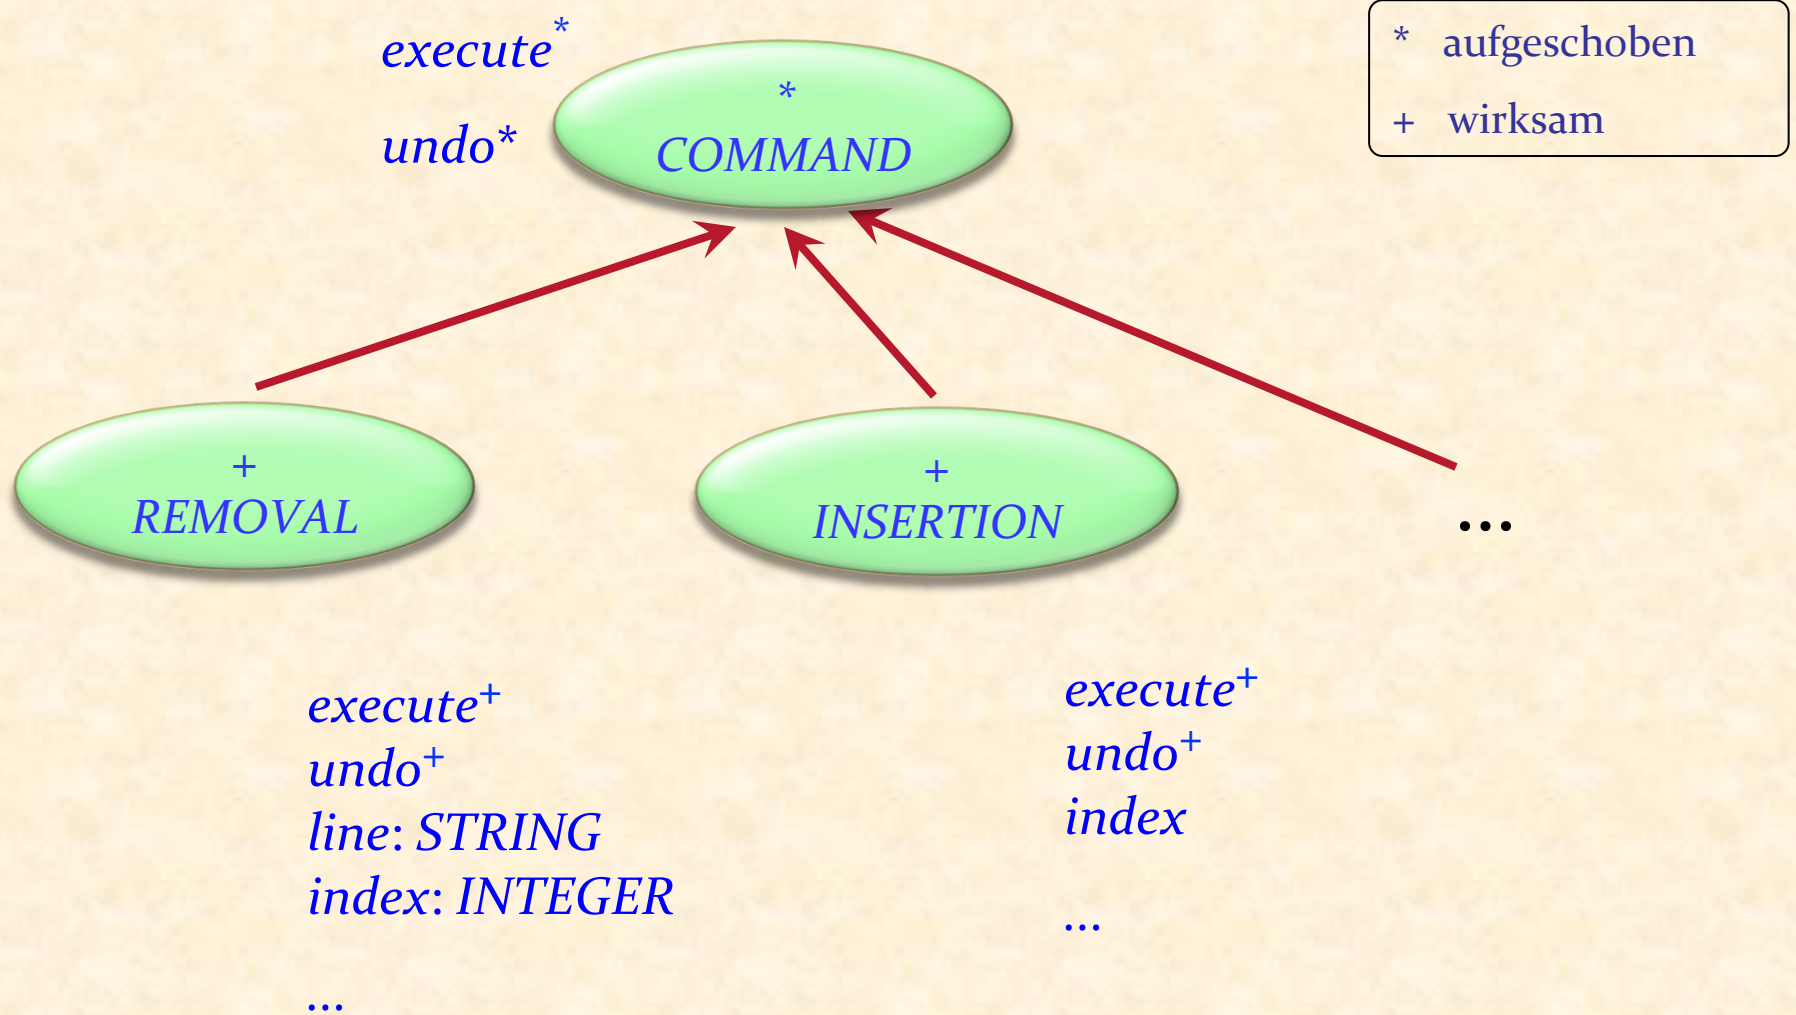 execute*
undo*
*
COMMAND
* aufgeschoben
+ wirksam
+
REMOVAL
+
INSERTION
...
execute+
undo+
line: STRING
index: INTEGER
...
execute+
undo+
index
...